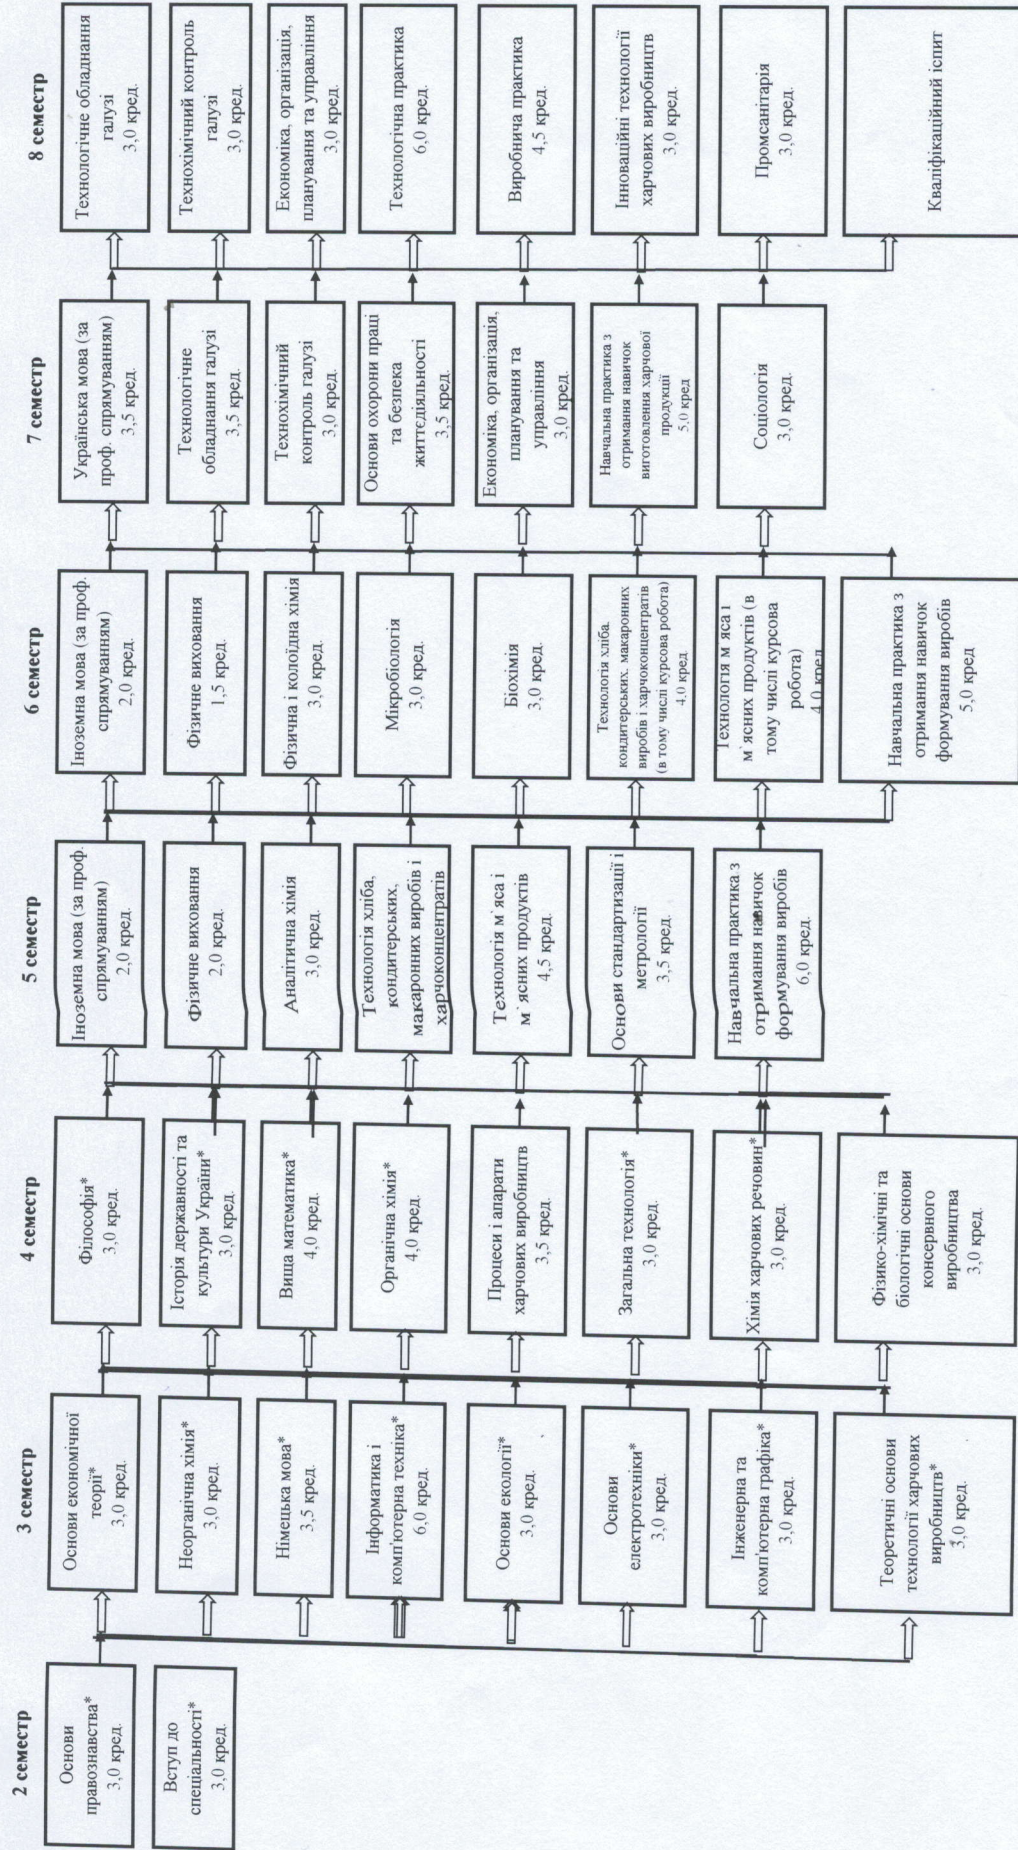 2 семестр
Основи
правознавства*
3,0 кред.
Вступ до
спеціальності*
3,0 кред.
3 семестр
Основи економічної
теорії*
3,0 кред.
Неорганічна хімія*
3,0 кред.
Німецька мова*
3,5 кред.
Інформатика і
комп'ютерна техніка*
6,0 кред.
Основи екології*
3,0 кред.
Основи
електротехніки*
3,0 кред.
Інженерна та
комп'ютерна графіка*
3,0 кред.
Теоретичні основи
технології харчових
виробництв*
3,0 кред.
4 семестр
Філософія*
3,0 кред.
Історія державності та
культури України*
3,0 кред.
Вища математика*
4,0 кред.
Органічна хімія*
4,0 кред.
Процеси і апарати
харчових виробництв
3,5 кред.
Загальна технологія*
3,0 кред.
Хімія харчових речовин*
3,0 кред.
Фізико-хімічні та
біологічні основи
консервного
виробництва
3,0 кред.
5 семестр
Іноземна мова (за проф.
спрямуванням)
2,0 кред.
Фізичне виховання
2,0 кред.
Аналітична хімія
3,0 кред.
Технологія хліба,
кондитерських,
макаронних виробів і
харчоконцентратів
Технологія м`яса і
м`ясних продуктів
4,5 кред.
Основи стандартизації і
метрології
3,5 кред.
Навчальна практика з
отримання навичок
формування виробів
6,0 кред.
6 семестр
Іноземна мова (за проф.
спрямуванням)
2,0 кред.
Фізичне виховання
1,5 кред.
Фізична і колоїдна хімія
3,0 кред.
Мікробіологія
3,0 кред.
Біохімія
3,0 кред.
Технологія хліба.
кондитерських. макаронних
виробів і харчоконцентратів
(в тому числі курсова робота)
4,0 кред.
Технологія м`яса і
м`ясних продуктів (в
тому числі курсова
робота)
4,0 кред.
Навчальна практика з
отримання навичок
формування виробів
5,0 кред
7 семестр
Українська мова (за
проф. спрямуванням)
3,5 кред.
Технологічне
обладнання галузі
3,5 кред.
Технохімічний
контроль галузі
3,0 кред.
Основи охорони праці
та безпека
життєдіяльності
3,5 кред.
Економіка, організація,
планування та
управління
3,0 кред.
Навчальна практика з
отримання навичок
виготовлення харчової
продукції
5,0 кред
Соціологія
3,0 кред.
8 семестр
Технологічне обладнання
галузі
3,0 кред.
Технохімічний контроль
галузі
3,0 кред.
Економіка, організація,
планування та управління
3,0 кред.
Технологічна практика
6,0 кред.
Виробнича практика
4,5 кред.
Інноваційні технології
харчових виробництв
3,0 кред.
Промсанітарія
3,0 кред.
Кваліфікаційний іспит